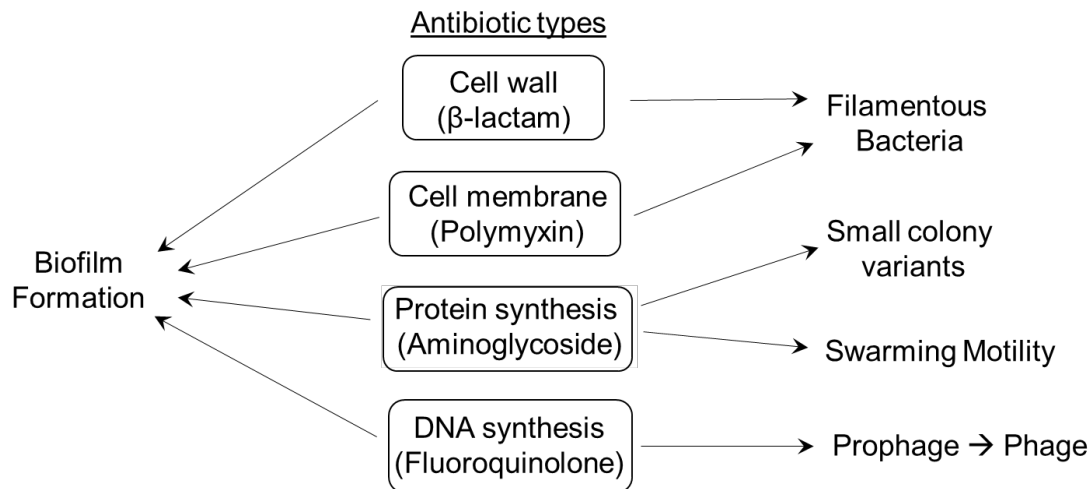 Antibiotic types
Cell wall
(β-lactam)
Cell membrane
(Polymyxin)
Protein synthesis
(Aminoglycoside)
DNA synthesis
(Fluoroquinolone)
Biofilm
Formation
Filamentous
Bacteria
Small colony
variants
Swarming Motility
Prophage → Phage